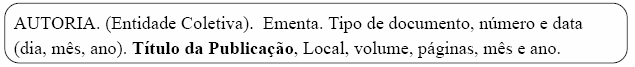 AUTORIA. (Entidade Coletiva).  Ementa. Tipo de documento, número e data
(dia, mês, ano). Título da Publicação, Local, volume, páginas, mês e ano.